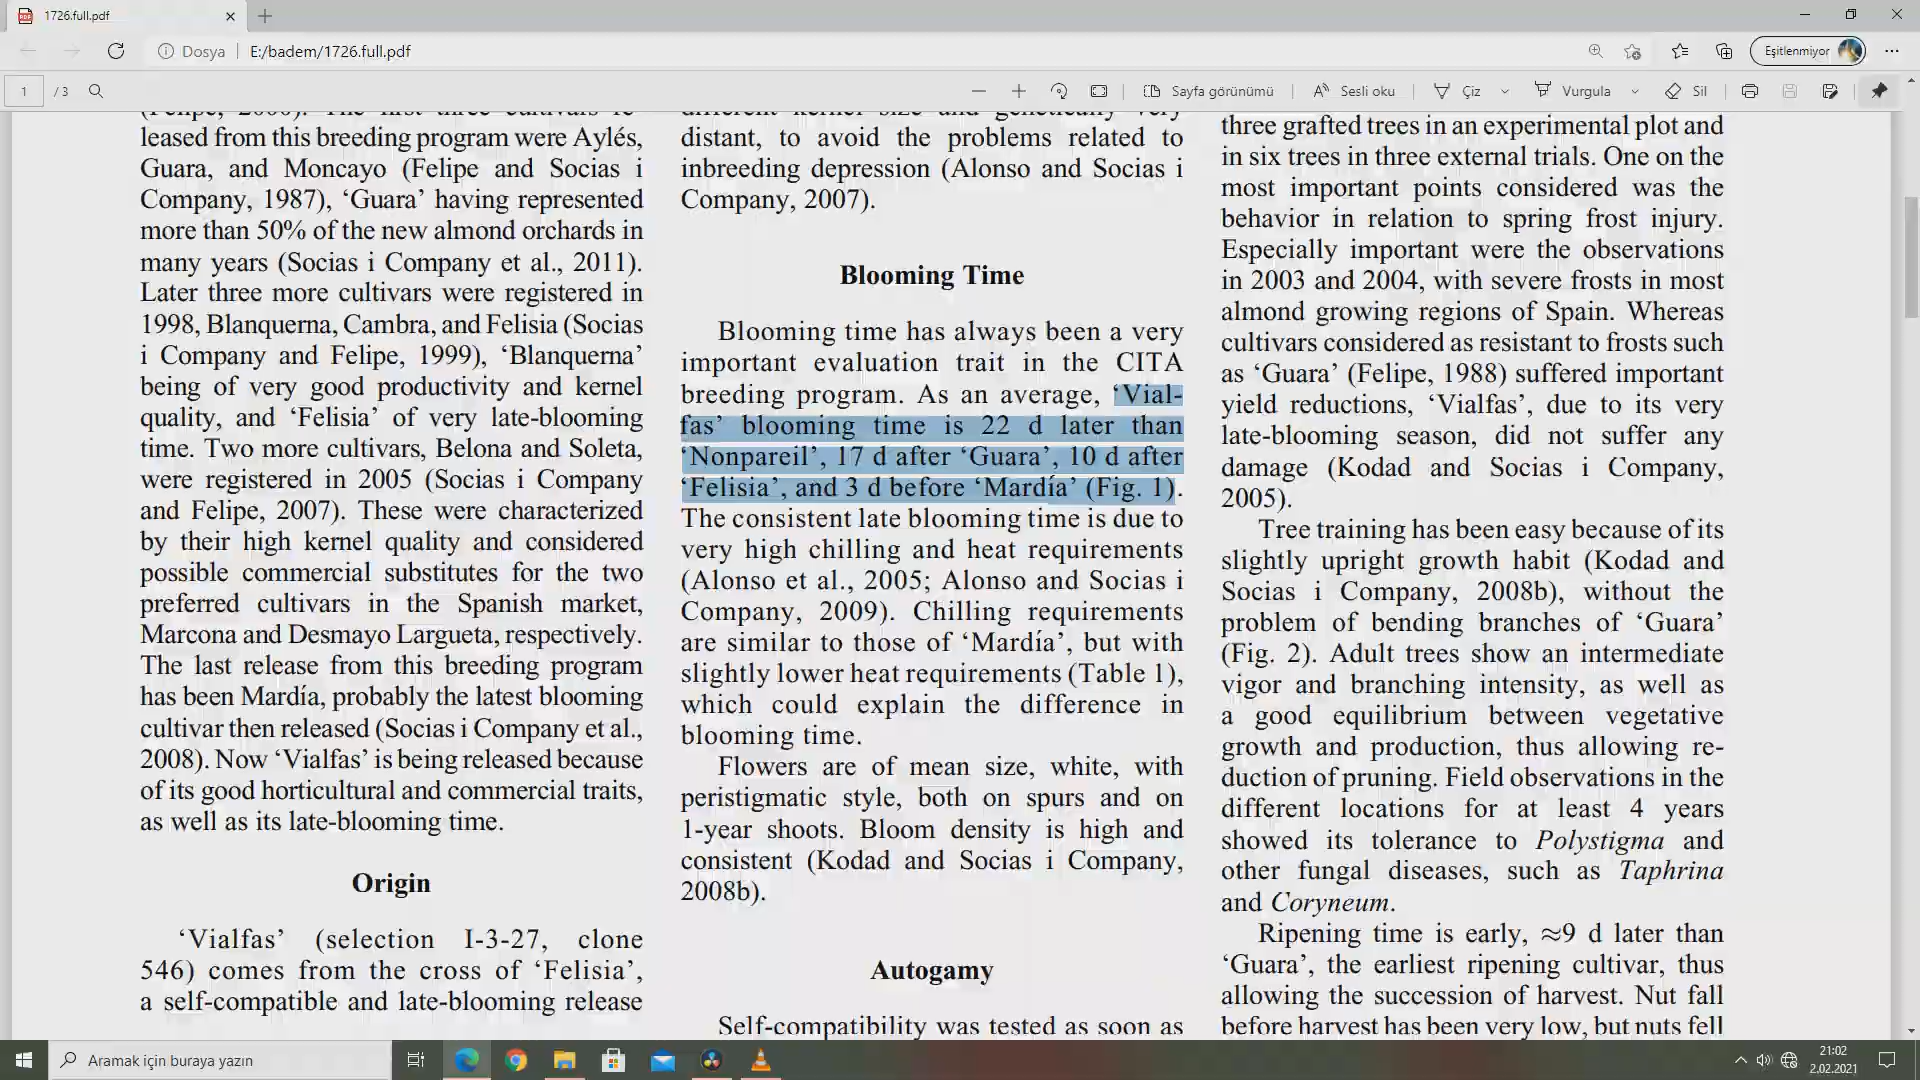 1726.full.pdf
Dosya
E:/badem/1726.full.pdf
Eşitlenmiyor
1
/ 3
Sayfa görünümü
Sesli oku
Çiz
Vurgula
Sil
(Felipe, 2000). The first three cultivars re-
leased from this breeding program were Aylés,
Guara, and Moncayo (Felipe and Socias i
Company, 1987), ‘Guara’ having represented
more than 50% of the new almond orchards in
many years (Socias i Company et al., 2011).
Later three more cultivars were registered in
1998, Blanquerna, Cambra, and Felisia (Socias
i Company and Felipe, 1999), ‘Blanquerna’
being of very good productivity and kernel
quality, and ‘Felisia’ of very late-blooming
time. Two more cultivars, Belona and Soleta,
were registered in 2005 (Socias i Company
and Felipe, 2007). These were characterized
by their high kernel quality and considered
possible commercial substitutes for the two
preferred cultivars in the Spanish market,
Marcona and Desmayo Largueta, respectively.
The last release from this breeding program
has been Mardía, probably the latest blooming
cultivar then released (Socias i Company et al.,
2008). Now ‘Vialfas’ is being released because
of its good horticultural and commercial traits,
as well as its late-blooming time.
Origin
‘Vialfas’ (selection I-3-27, clone
546) comes from the cross of ‘Felisia’,
a self-compatible and late-blooming release
different kernel size and genetically very
distant, to avoid the problems related to
inbreeding depression (Alonso and Socias i
Company, 2007).
Blooming Time
Blooming time has always been a very
important evaluation trait in the CITA
breeding program. As an average, ‘Vial-
fas’ blooming time is 22 d later than
‘Nonpareil’, 17 d after ‘Guara’, 10 d after
‘Felisia’, and 3 d before ‘Mardía’ (Fig. 1).
The consistent late blooming time is due to
very high chilling and heat requirements
(Alonso et al., 2005; Alonso and Socias i
Company, 2009). Chilling requirements
are similar to those of ‘Mardía’, but with
slightly lower heat requirements (Table 1),
which could explain the difference in
blooming time.
Flowers are of mean size, white, with
peristigmatic style, both on spurs and on
1-year shoots. Bloom density is high and
consistent (Kodad and Socias i Company,
2008b).
Autogamy
Self-compatibility was tested as soon as
three grafted trees in an experimental plot and
in six trees in three external trials. One on the
most important points considered was the
behavior in relation to spring frost injury.
Especially important were the observations
in 2003 and 2004, with severe frosts in most
almond growing regions of Spain. Whereas
cultivars considered as resistant to frosts such
as ‘Guara’ (Felipe, 1988) suffered important
yield reductions, ‘Vialfas’, due to its very
late-blooming season, did not suffer any
damage (Kodad and Socias i Company,
2005).
Tree training has been easy because of its
slightly upright growth habit (Kodad and
Socias i Company, 2008b), without the
problem of bending branches of ‘Guara’
(Fig. 2). Adult trees show an intermediate
vigor and branching intensity, as well as
a good equilibrium between vegetative
growth and production, thus allowing re-
duction of pruning. Field observations in the
different locations for at least 4 years
showed its tolerance to Polystigma and
other fungal diseases, such as Taphrina
and Coryneum.
Ripening time is early, ≈9 d later than
‘Guara’, the earliest ripening cultivar, thus
allowing the succession of harvest. Nut fall
before harvest has been very low, but nuts fell
Aramak için buraya yazın
21:02
2.02.2021